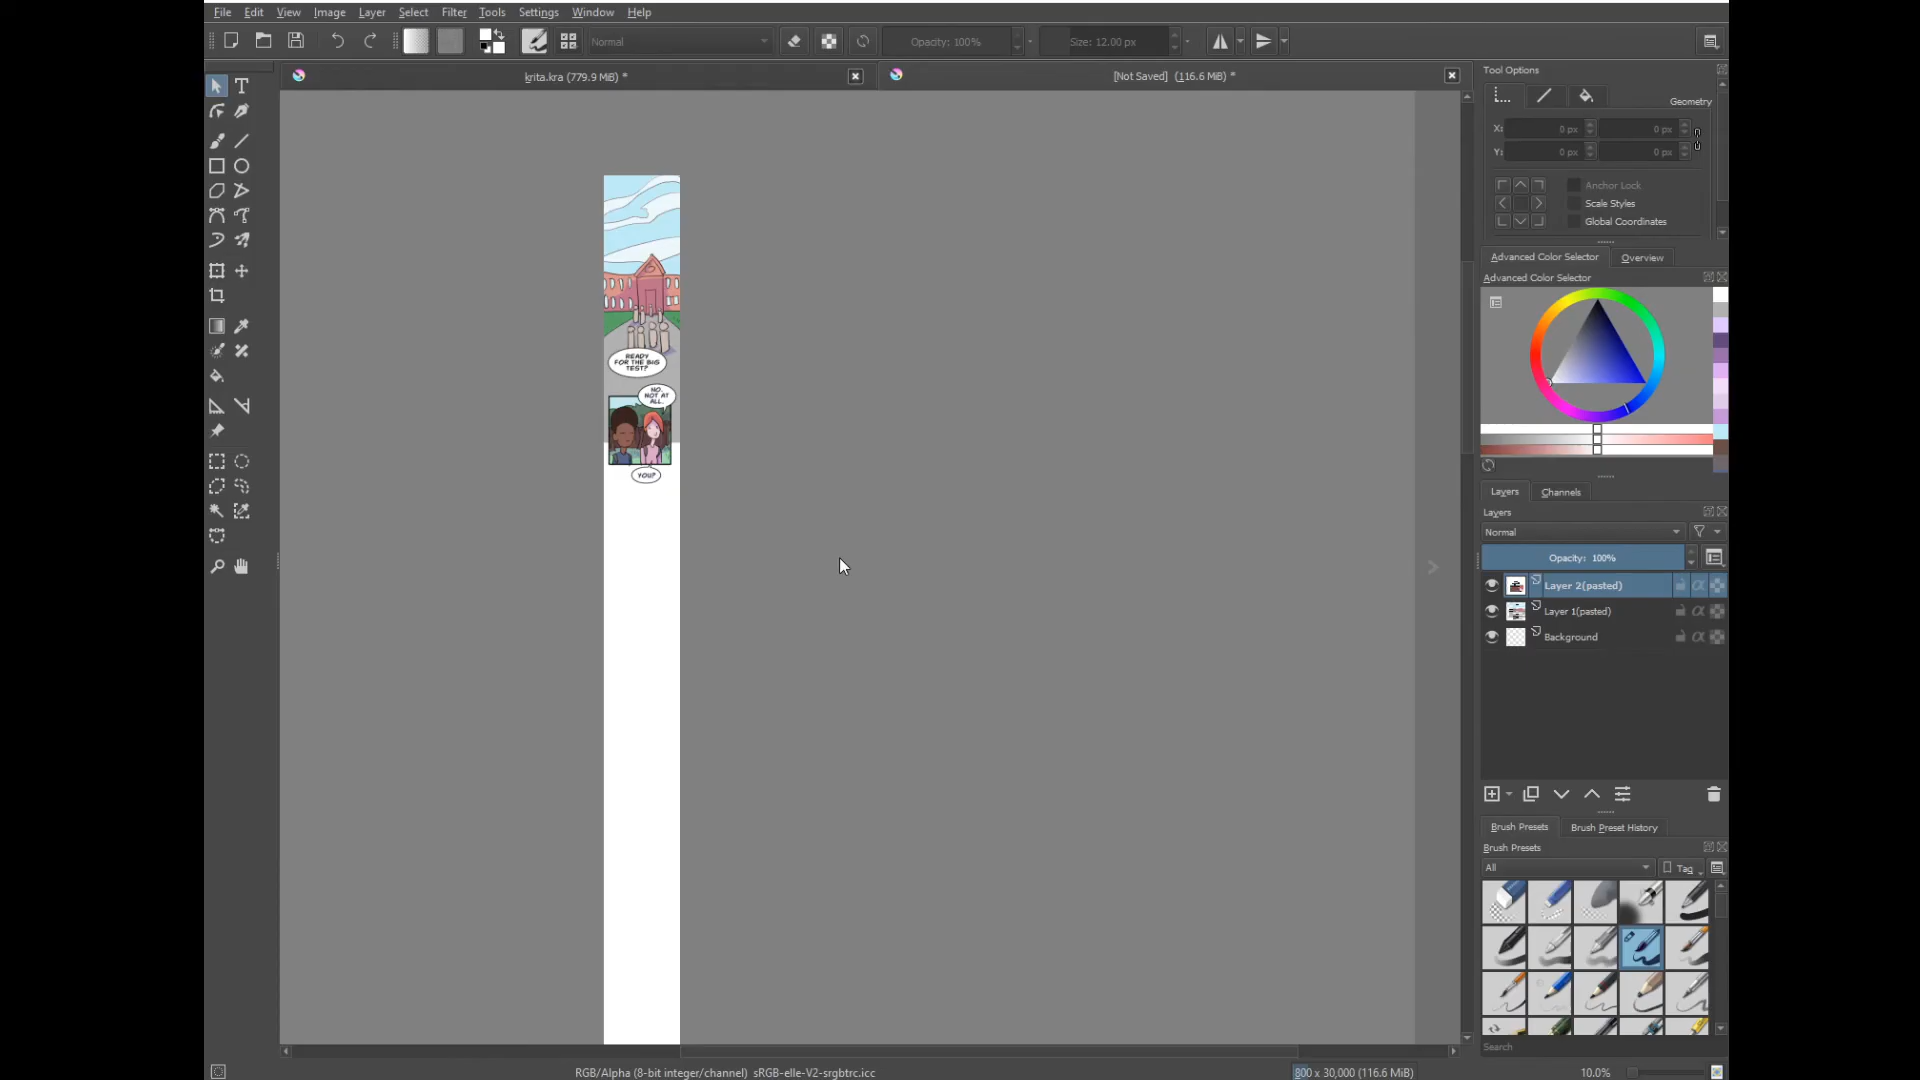 File Edit View Image Layer Select Filter Tools Settings Window Help
Normal
Opacity: 100%
Size: 12.00 px
krita.kra (779.9 MiB) *
[Not Saved] (116.6 MiB) *
Tool Options
Geometry
X: 0 px 0 px
Y: 0 px 0 px
Anchor Lock
Scale Styles
Global Coordinates
Advanced Color Selector
Overview
Advanced Color Selector
READY
FOR THE BIG
TEST?
NO.
NOT AT
ALL.
YOU?
Layers
Channels
Layers
Normal
Opacity: 100%
Layer 2(pasted)
Layer 1(pasted)
Background
Brush Presets
Brush Preset History
Brush Presets
All
Tag
Search
RGB/Alpha (8-bit integer/channel) sRGB-elle-V2-srgbtrc.icc
800 x 30,000 (116.6 MiB)
10.0%